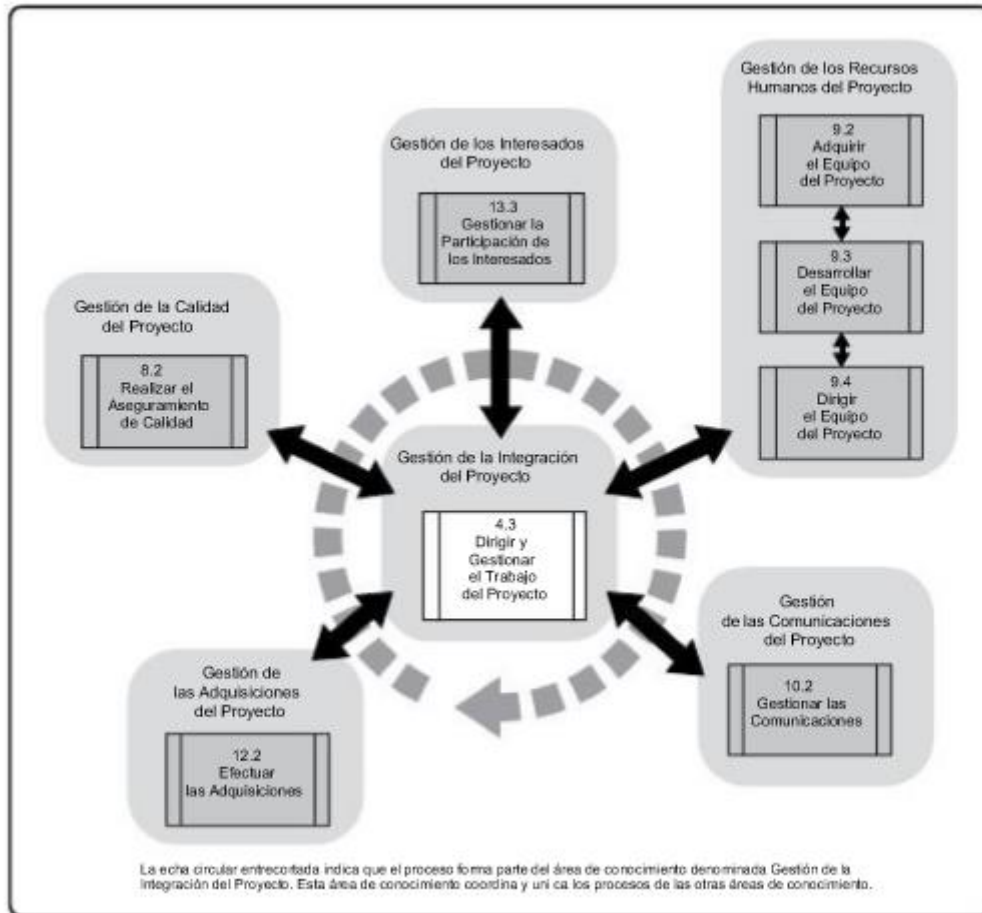 Gestión de los Recursos
Humanos del Proyecto
9.2
Adquirir
el Equipo
del Proyecto
9.3
Desarrollar
el Equipo
del Proyecto
9.4
Dirigir
el Equipo
del Proyecto
Gestión de los Interesados
del Proyecto
13.3
Gestionar la
Participación de
los Interesados
Gestión de la Calidad
del Proyecto
8.2
Realizar el
Aseguramiento
de Calidad
Gestión de la Integración
del Proyecto
4.3
Dirigir y
Gestionar
el Trabajo
del Proyecto
Gestión
de las Comunicaciones
del Proyecto
10.2
Gestionar las
Comunicaciones
Gestión de
las Adquisiciones
del Proyecto
12.2
Efectuar
las Adquisiciones
La echa circular entrecortada indica que el proceso forma parte del área de conocimiento denominada Gestión de la
Integración del Proyecto. Esta área de conocimiento coordina y uni ca los procesos de las otras áreas de conocimiento.